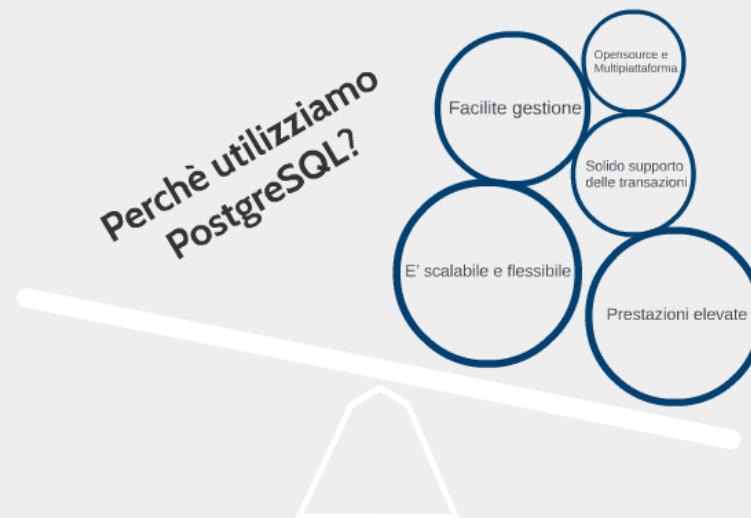 Perchè utilizziamo
PostgreSQL?
Opensource e
Multipiattaforma
Facilite gestione
Solido supporto
delle transazioni
E' scalabile e flessibile
Prestazioni elevate